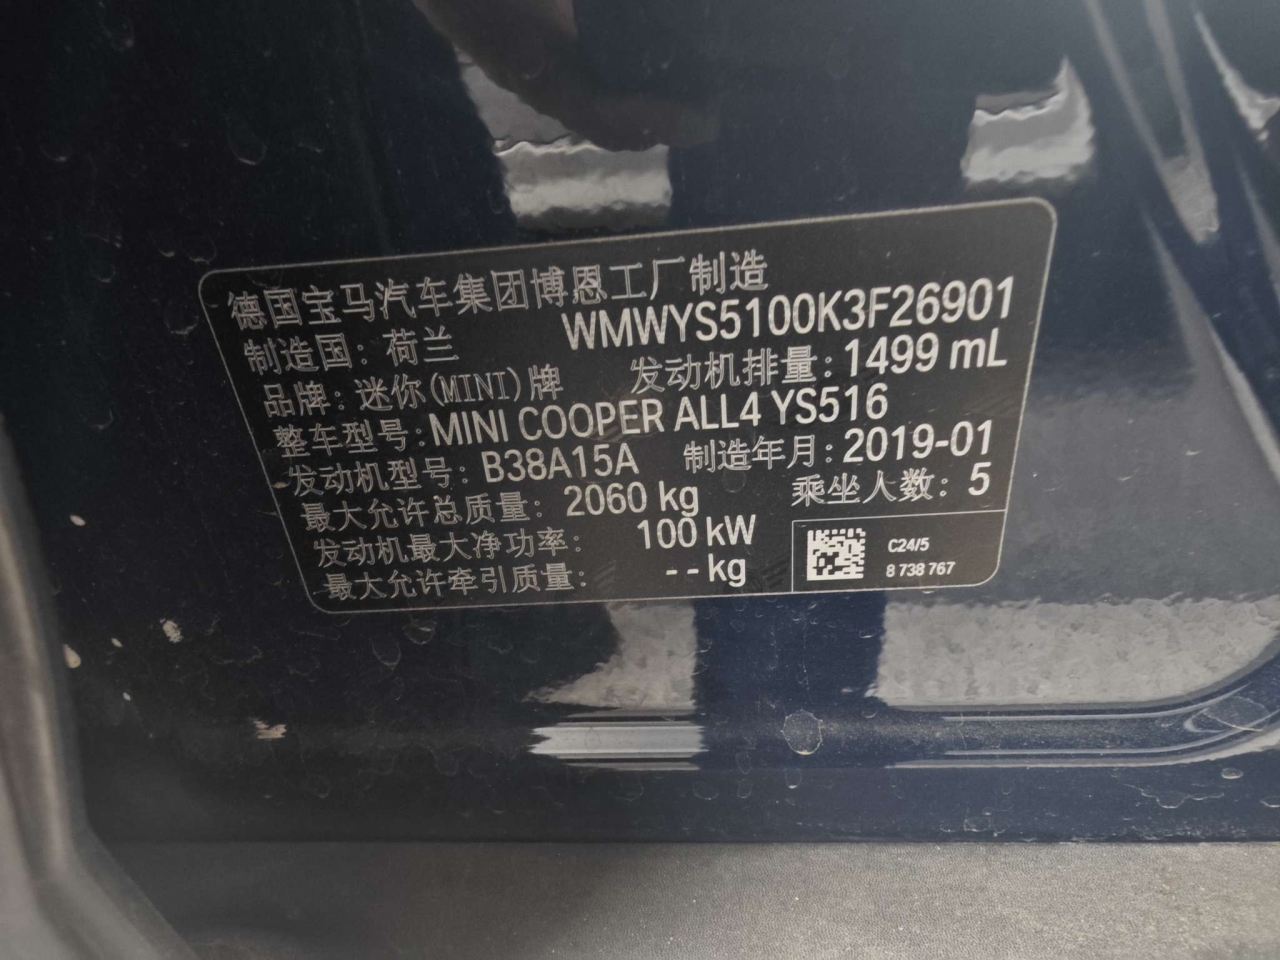 德国宝马汽车集团博恩工厂制造
制造国：荷兰 WMWYS5100K3F26901
品牌：迷你(MINI)牌 发动机排量：1499 mL
整车型号：MINI COOPER ALL4 YS516
发动机型号：B38A15A 制造年月：2019-01
最大允许总质量：2060 kg 乘坐人数：5
发动机最大净功率：100 kW
最大允许牵引质量：--kg
C24/5
8 738 767